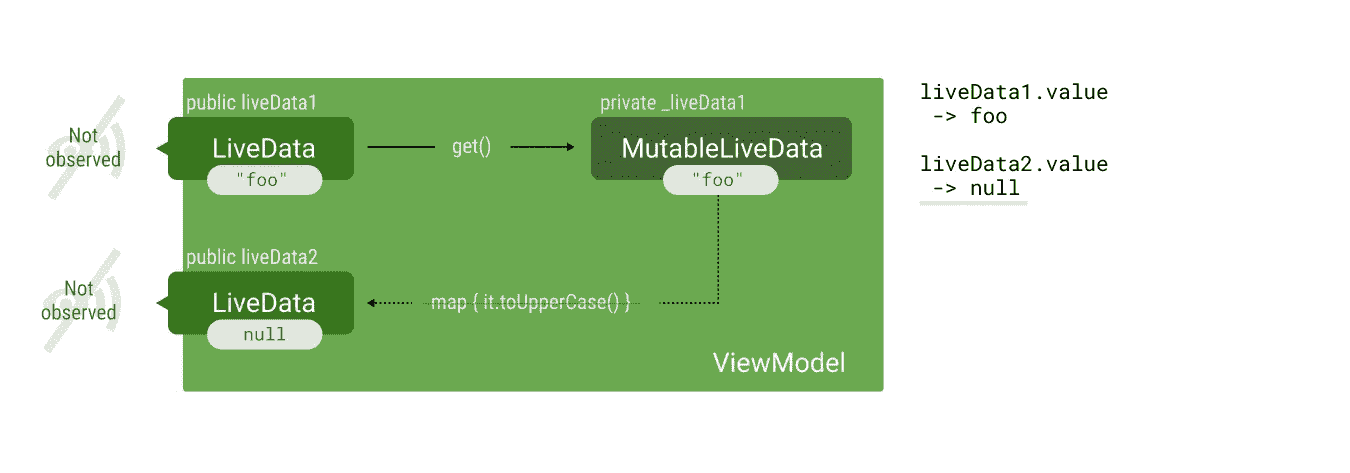 public liveData1
private _liveData1
liveData1.value
-> foo
Not
observed
LiveData
get()
MutableLiveData
"foo"
"foo"
liveData2.value
-> null
public liveData2
Not
observed
LiveData
map { it.toUpperCase() }
null
ViewModel